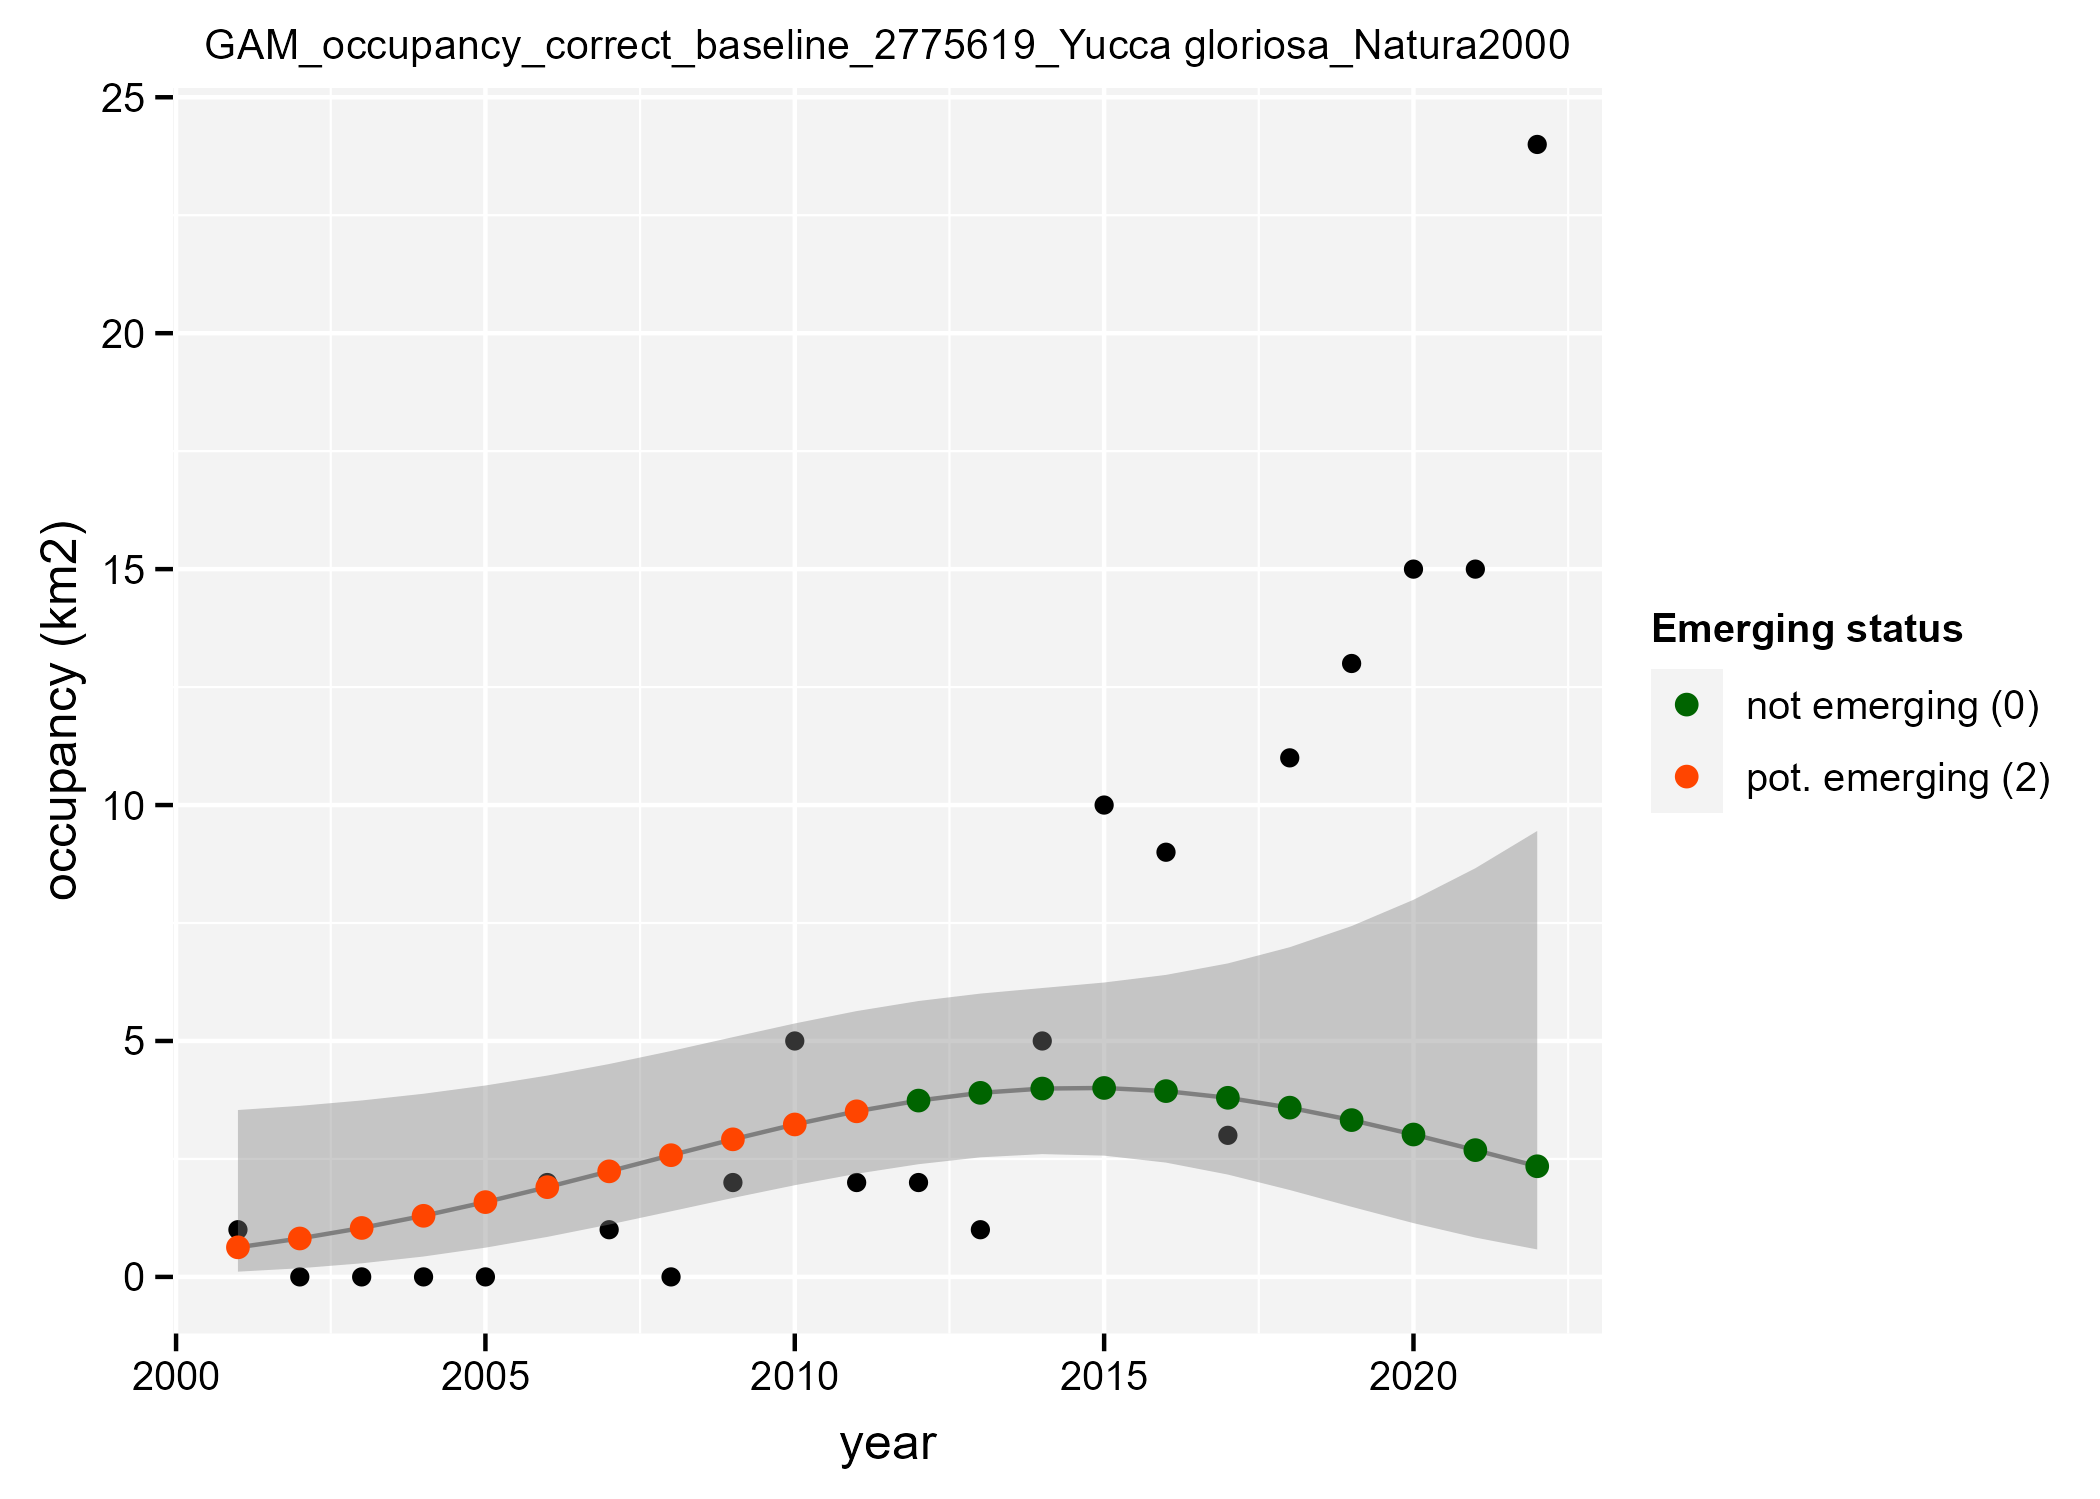 GAM_occupancy_correct_baseline_2775619_Yucca gloriosa_Natura2000
25
20
15
10
5
0
occupancy (km2)
2000 2005 2010 2015 2020
year
Emerging status
not emerging (0)
pot. emerging (2)